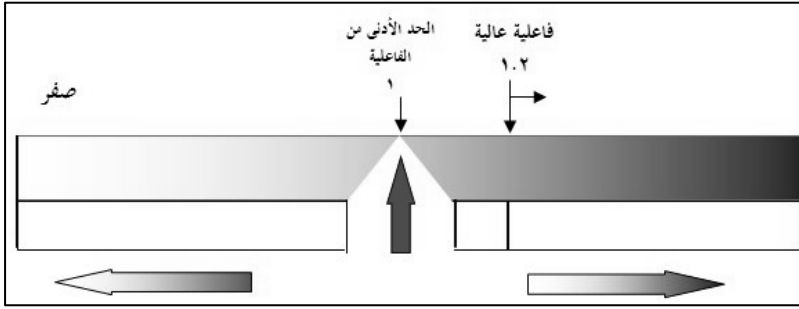 فاعلية عالية
١.٢
الحد الأدنى من
الفاعلية
١
صفر